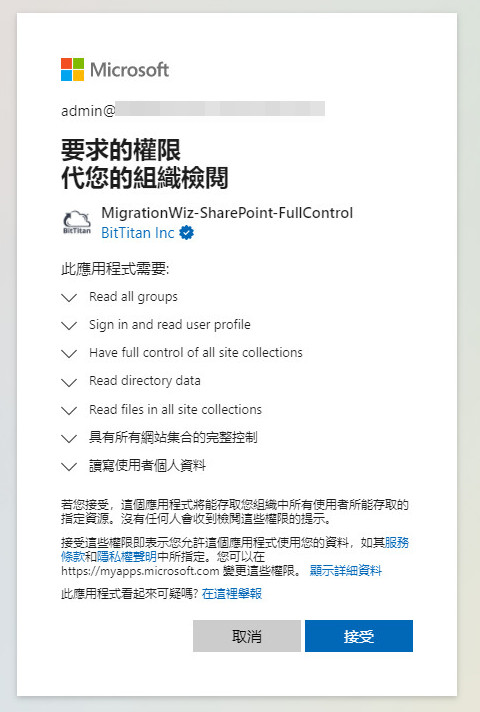 Microsoft
admin@
要求的權限
代您的組織檢閱
BitTitan
MigrationWiz-SharePoint-FullControl
BitTitan Inc
此應用程式需要:
Read all groups
Sign in and read user profile
Have full control of all site collections
Read directory data
Read files in all site collections
具有所有網站集合的完整控制
讀寫使用者個人資料
若您接受，這個應用程式將能存取您組織中所有使用者所能存取的
指定資源。沒有任何人會收到檢閱這些權限的提示。
接受這些權限即表示您允許這個應用程式使用您的資料，如其服務
條款和隱私權聲明中所指定。您可以在
https://myapps.microsoft.com 變更這些權限。 顯示詳細資料
此應用程式看起來可疑嗎? 在這裡舉報
取消 接受